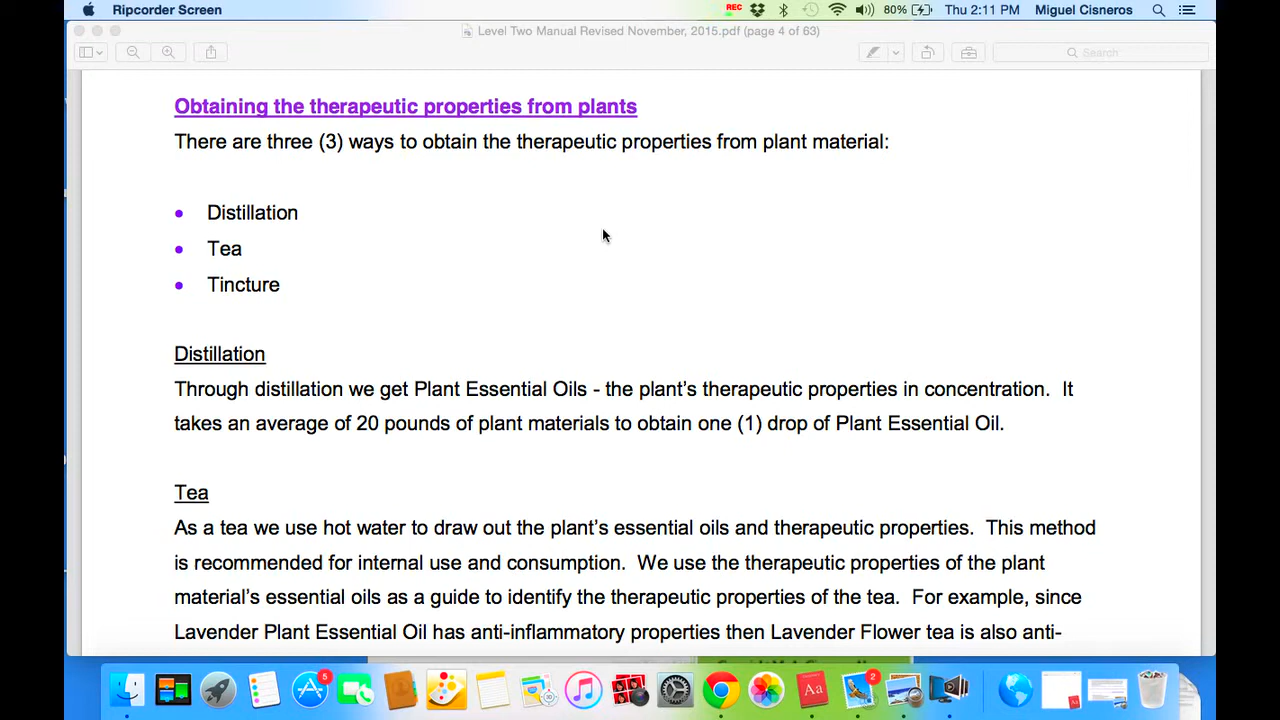 Ripcorder Screen
REC
80%
Thu 2:11 PM
Miguel Cisneros
Level Two Manual Revised November, 2015.pdf (page 4 of 63)
Search
Obtaining the therapeutic properties from plants
There are three (3) ways to obtain the therapeutic properties from plant material:
• Distillation
• Tea
• Tincture
Distillation
Through distillation we get Plant Essential Oils - the plant’s therapeutic properties in concentration. It
takes an average of 20 pounds of plant materials to obtain one (1) drop of Plant Essential Oil.
Tea
As a tea we use hot water to draw out the plant’s essential oils and therapeutic properties. This method
is recommended for internal use and consumption. We use the therapeutic properties of the plant
material’s essential oils as a guide to identify the therapeutic properties of the tea. For example, since
Lavender Plant Essential Oil has anti-inflammatory properties then Lavender Flower tea is also anti-
5
30
Aa
2